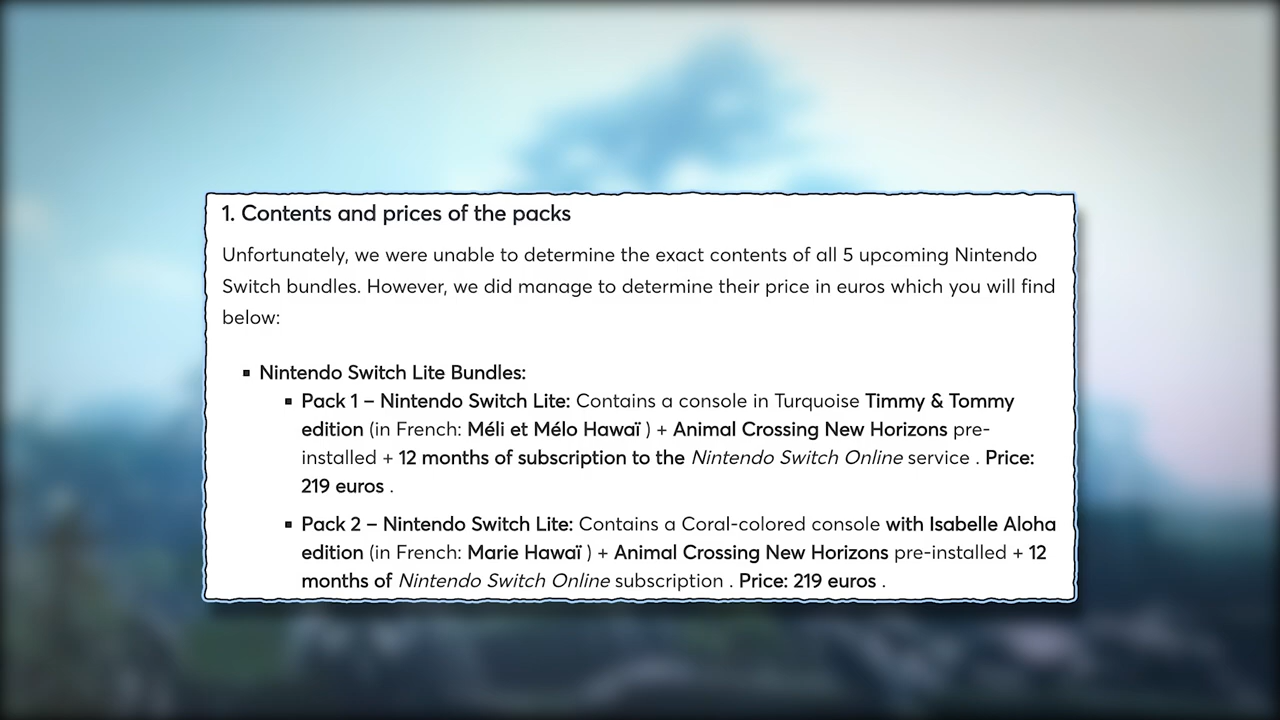 1. Contents and prices of the packs
Unfortunately, we were unable to determine the exact contents of all 5 upcoming Nintendo
Switch bundles. However, we did manage to determine their price in euros which you will find
below:
▪ Nintendo Switch Lite Bundles:
▪ Pack 1 – Nintendo Switch Lite: Contains a console in Turquoise Timmy & Tommy
edition (in French: Méli et Mélo Hawaï ) + Animal Crossing New Horizons pre-
installed + 12 months of subscription to the Nintendo Switch Online service . Price:
219 euros .
▪ Pack 2 – Nintendo Switch Lite: Contains a Coral-colored console with Isabelle Aloha
edition (in French: Marie Hawaï ) + Animal Crossing New Horizons pre-installed + 12
months of Nintendo Switch Online subscription . Price: 219 euros .